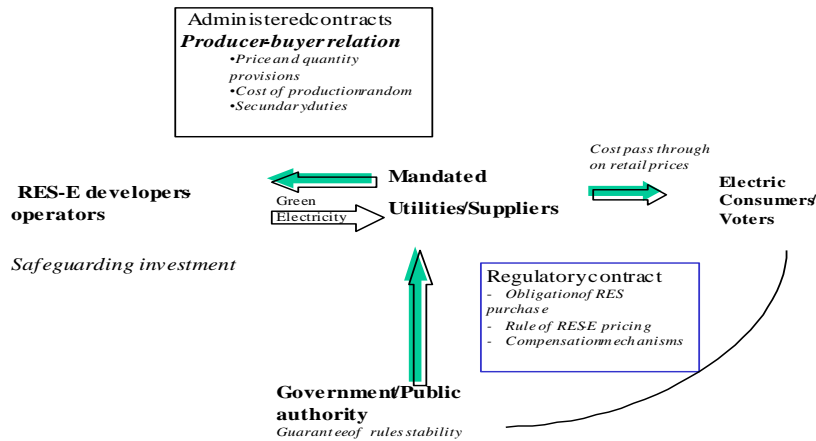 Administeredcontracts
Producer-buyer relation
•Price and quantity
provisions
•Cost of productionrandom
•Secundaryduties
Cost pass through
on retail prices
RES-E developers-
operators
Green
Electricity
Mandated
Utilities/Suppliers
Electric
Consumers/
Voters
Safeguarding investment
Regulatorycontract
- Obligationof RES
purchase
- Rule of RES-E pricing
- Compensationmechanisms
Government/Public
authority
Guaranteeof rules stability